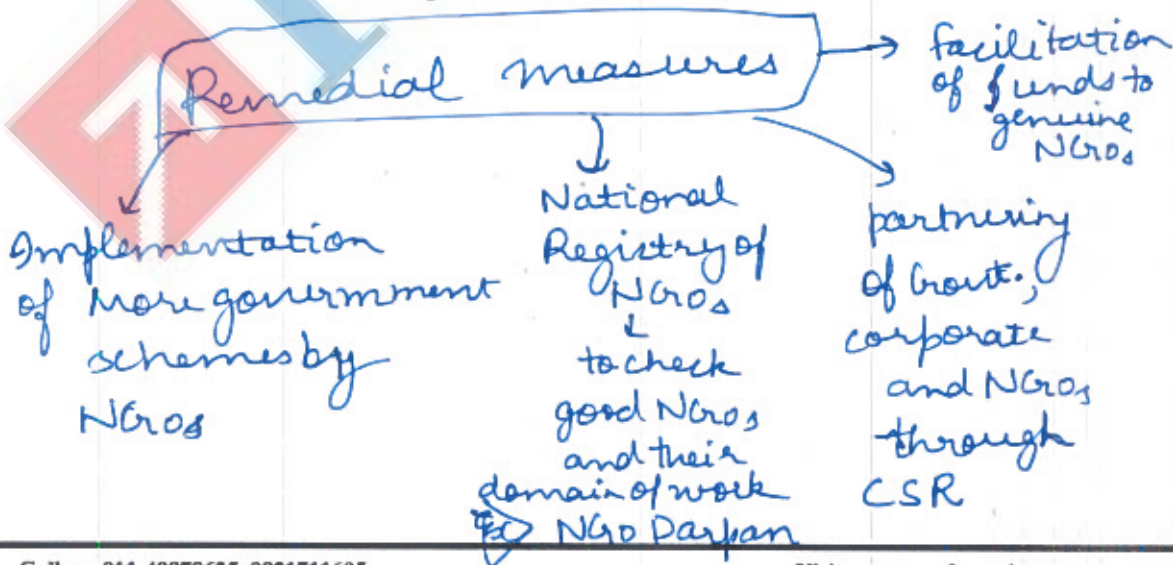 Remedial measures
facilitation
of funds to
genuine
NGOs
Implementation
of More government
schemes by
NGOs
National
Registry of
NGOs
to check
good NGOs
and their
domain of work
Ex NGO Darpan
partnering
of Govt.,
corporate
and NGOs
through
CSR